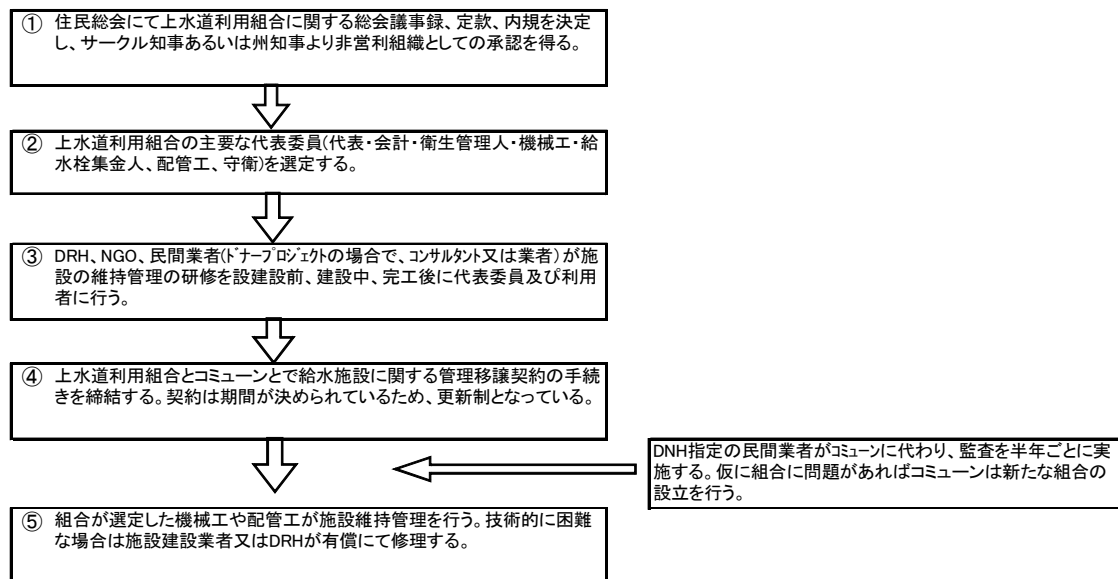 ① 住民総会にて上水道利用組合に関する総会議事録、定款、内規を決定
し、サークル知事あるいは州知事より非営利組織としての承認を得る。
② 上水道利用組合の主要な代表委員(代表・会計・衛生管理人・機械工・給
水栓集金人、配管工、守衛)を選定する。
③ DRH、NGO、民間業者(ﾄﾞﾅｰﾌﾟﾛｼﾞｪｸﾄの場合で、ｺﾝｻﾙﾀﾝﾄ又は業者)が施
設の維持管理の研修を設建設前、建設中、完工後に代表委員及び利用
者に行う。
④ 上水道利用組合とコミューンとで給水施設に関する管理移譲契約の手続
きを締結する。契約は期間が決められているため、更新制となっている。
DNH指定の民間業者がｺﾐｭｰﾝに代わり、監査を半年ごとに実
施する。仮に組合に問題があればコミューンは新たな組合の
設立を行う。
⑤ 組合が選定した機械工や配管工が施設維持管理を行う。技術的に困難
な場合は施設建設業者又はDRHが有償にて修理する。